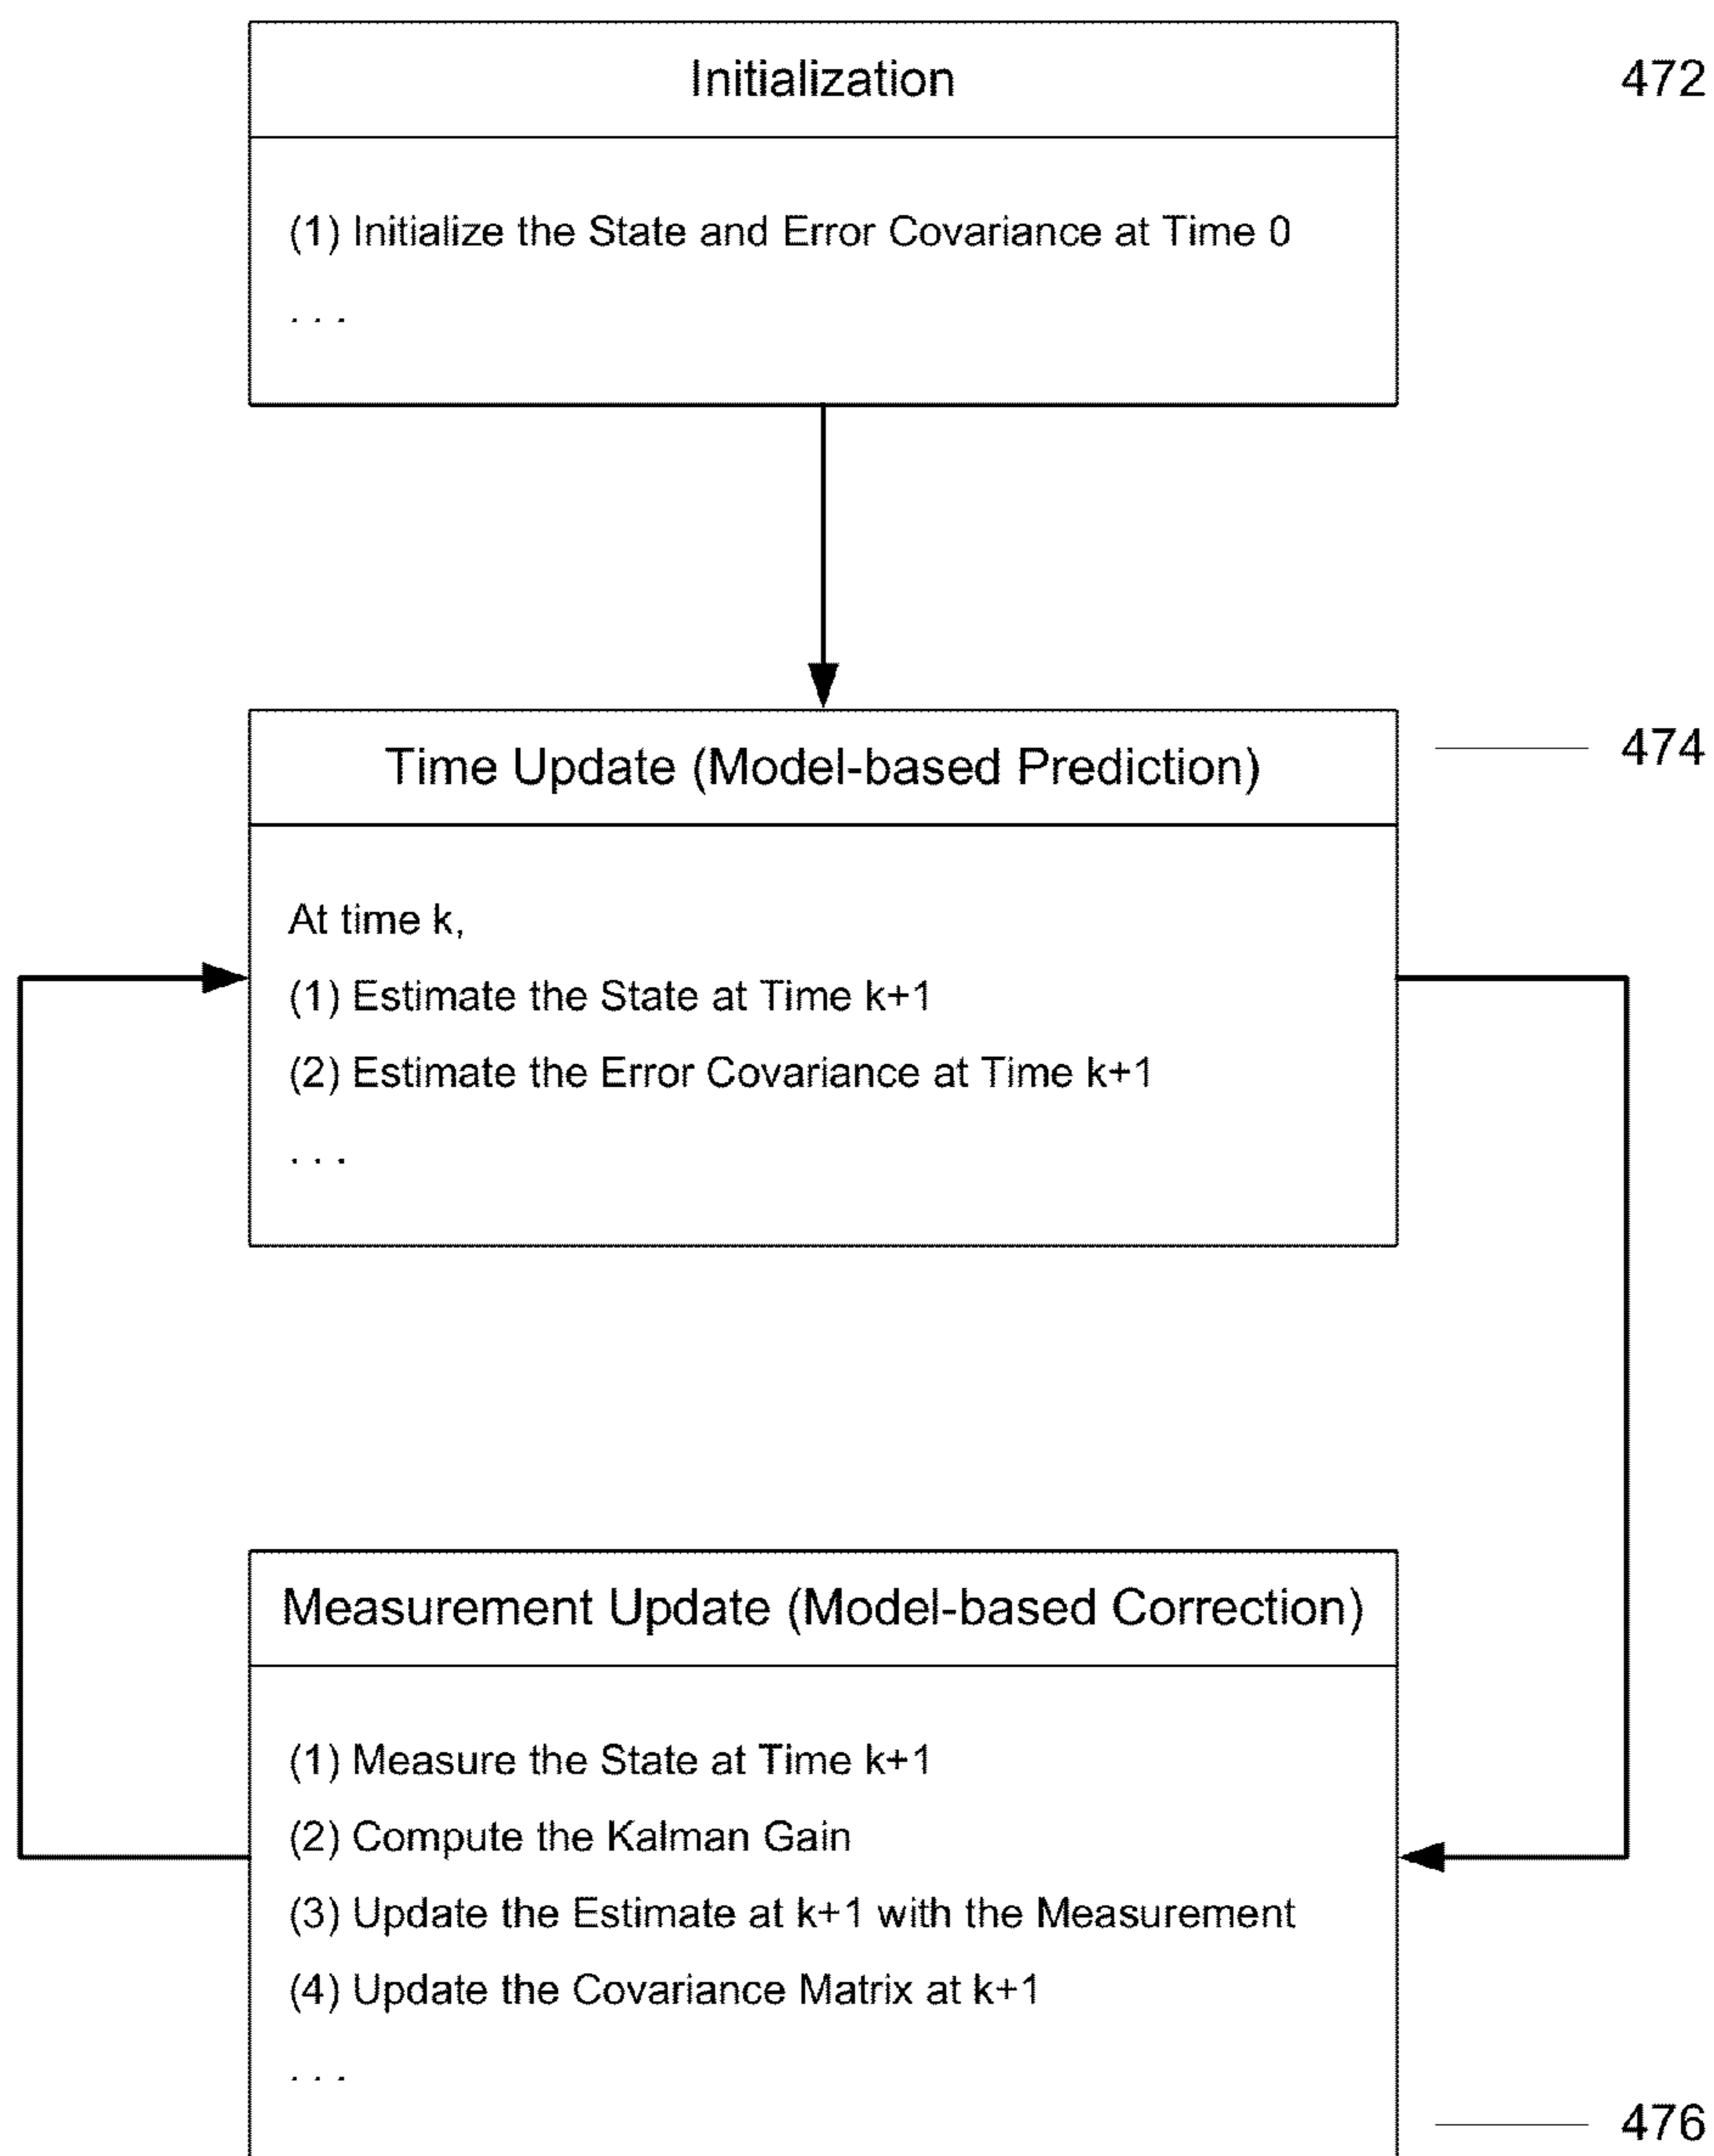 Initialization
472
(1) Initialize the State and Error Covariance at Time 0
. . .
Time Update (Model-based Prediction)
474
At time k,
(1) Estimate the State at Time k+1
(2) Estimate the Error Covariance at Time k+1
. . .
Measurement Update (Model-based Correction)
(1) Measure the State at Time k+1
(2) Compute the Kalman Gain
(3) Update the Estimate at k+1 with the Measurement
(4) Update the Covariance Matrix at k+1
. . .
476